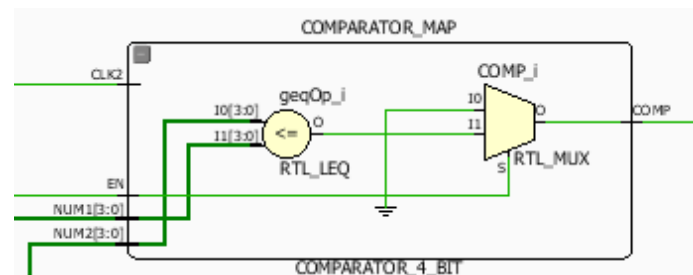 COMPARATOR_MAP
CLK2
COMP_i
geqOp_i
I0[3:0]
I1[3:0]
<=
O
RTL_LEQ
I0
I1
O
S
RTL_MUX
COMP
EN
NUM1[3:0]
NUM2[3:0]
COMPARATOR_4_BIT